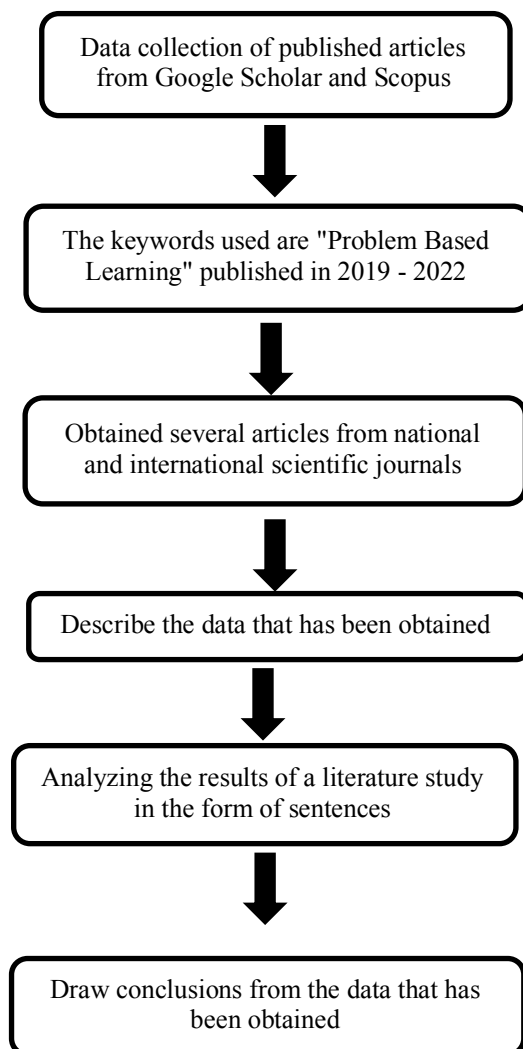 Data collection of published articles
from Google Scholar and Scopus
The keywords used are "Problem Based
Learning" published in 2019 - 2022
Obtained several articles from national
and international scientific journals
Describe the data that has been obtained
Analyzing the results of a literature study
in the form of sentences
Draw conclusions from the data that has
been obtained